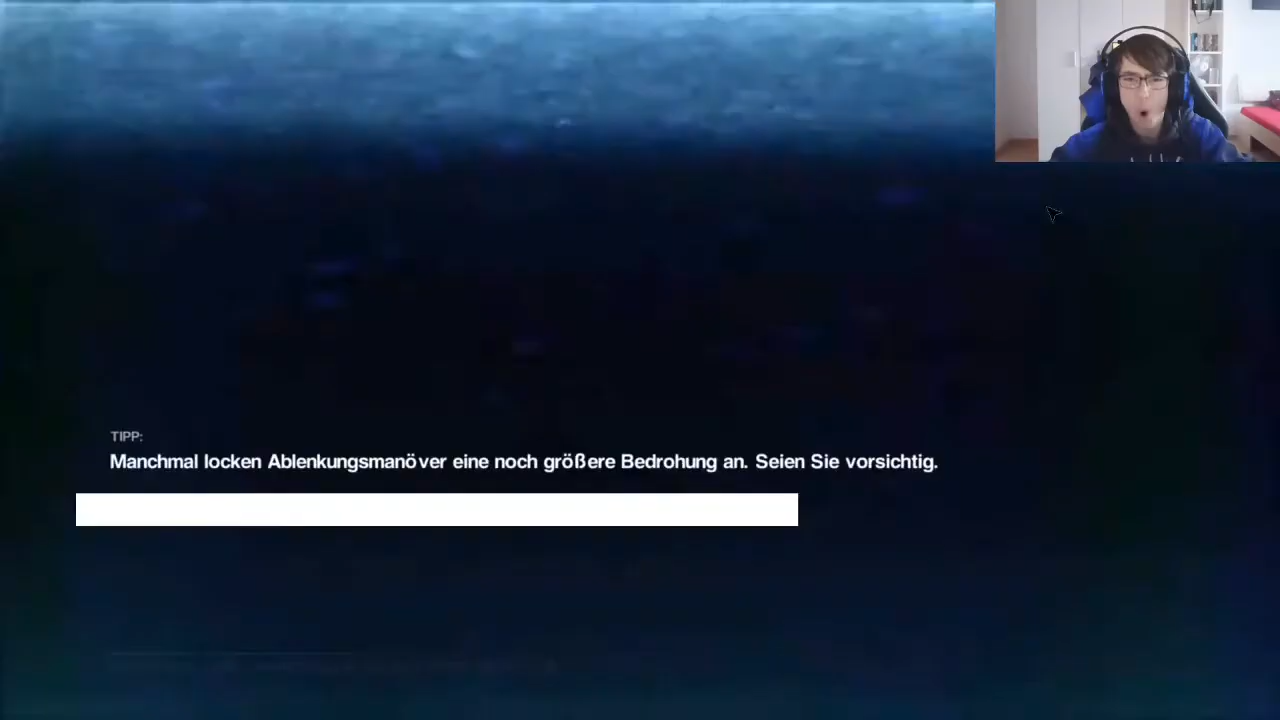 TIPP:
Manchmal locken Ablenkungsmanöver eine noch größere Bedrohung an. Seien Sie vorsichtig.